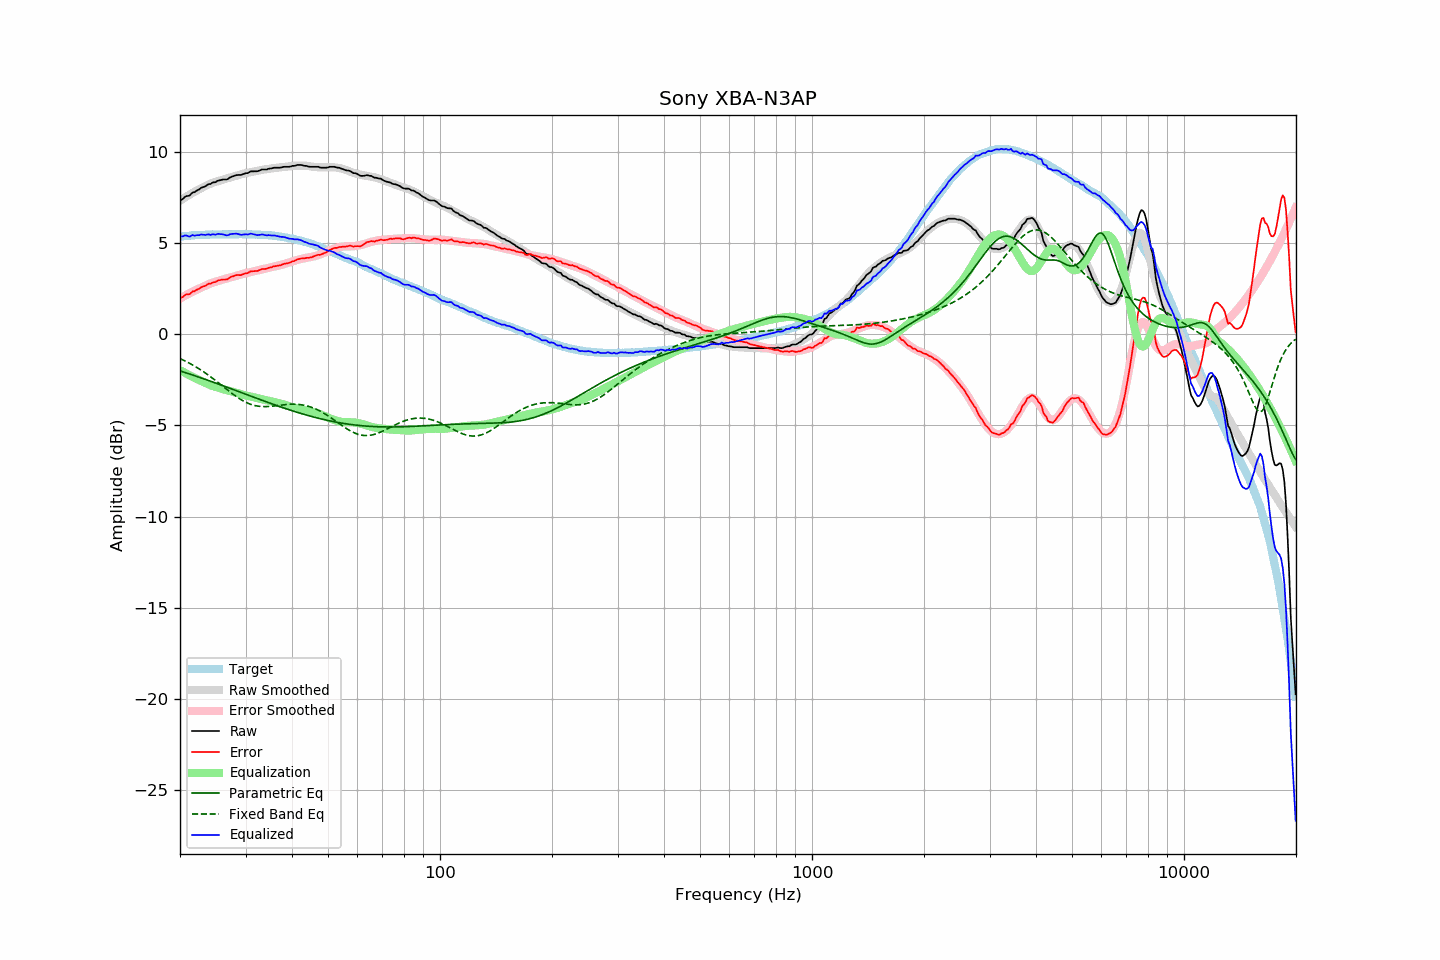 Sony XBA-N3AP
Amplitude (dBr)
10
5
0
−5
−10
−15
−20
−25
Target
Raw Smoothed
Error Smoothed
Raw
Error
Equalization
Parametric Eq
Fixed Band Eq
Equalized
100
1000
10000
Frequency (Hz)